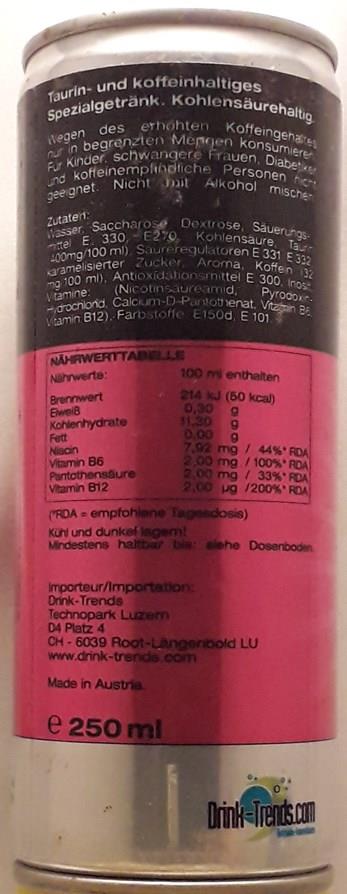 Taurin- und koffeinhaltiges
Spezialgetränk. Kohlensäurehaltig.
Wegen des erhöhten Koffeingehaltes
nur in begrenzten Mengen konsumieren.
Für Kinder, schwangere Frauen, Diabetiker
und koffeinempfindliche Personen nicht
geeignet. Nicht mit Alkohol mischen
Zutaten:
Wasser, Saccharose, Dextrose, Säuerungs-
mittel E 330, E270, Kohlensäure, Taurin
400mg/100 ml), Säureregulatoren E 331 E 332
karamelisierter Zucker, Aroma, Koffein (32
mg/100 ml), Antioxidationsmittel E 300, Inosit,
Vitamine: (Nicotinsäureamid, Pyrodoxin-
Hydrochlorid, Calcium-D-Pantothenat, Vitamin B6,
Vitamin B12), Farbstoffe E150d, E 101
NÄHRWERTTABELLE
Nährwerte: 100 ml enthalten
Brennwert 214 kJ (50 kcal)
Eiweiß 0,30 g
Kohlenhydrate 11,30 g
Fett 0,00 g
Niacin 7,92 mg / 44%* RDA
Vitamin B6 2,00 mg / 100%* RDA
Pantothensäure 2,00 mg / 33%* RDA
Vitamin B12 2,00 µg /200%* RDA
(*RDA = empfohlene Tagesdosis)
Kühl und dunkel lagern!
Mindestens haltbar bis: siehe Dosenboden.
Importeur/Importation:
Drink-Trends
Technopark Luzern
D4 Platz 4
CH - 6039 Root-Längenbold LU
www.drink-trends.com
Made in Austria.
e 250 ml
Drink-Trends.com